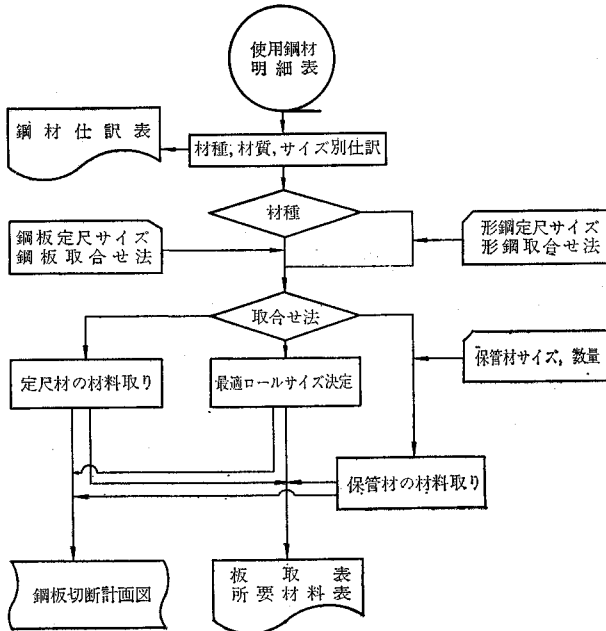 使用鋼材
明細表
鋼材仕訳表
材種，材質，サイズ別仕訳
材種
鋼板定尺サイズ
鋼板取合せ法
形鋼定尺サイズ
形鋼取合せ法
取合せ法
保管材サイズ，数量
定尺材の材料取り
最適ロールサイズ決定
保管材の材料取り
鋼板切断計画図
板取表
所要材料表